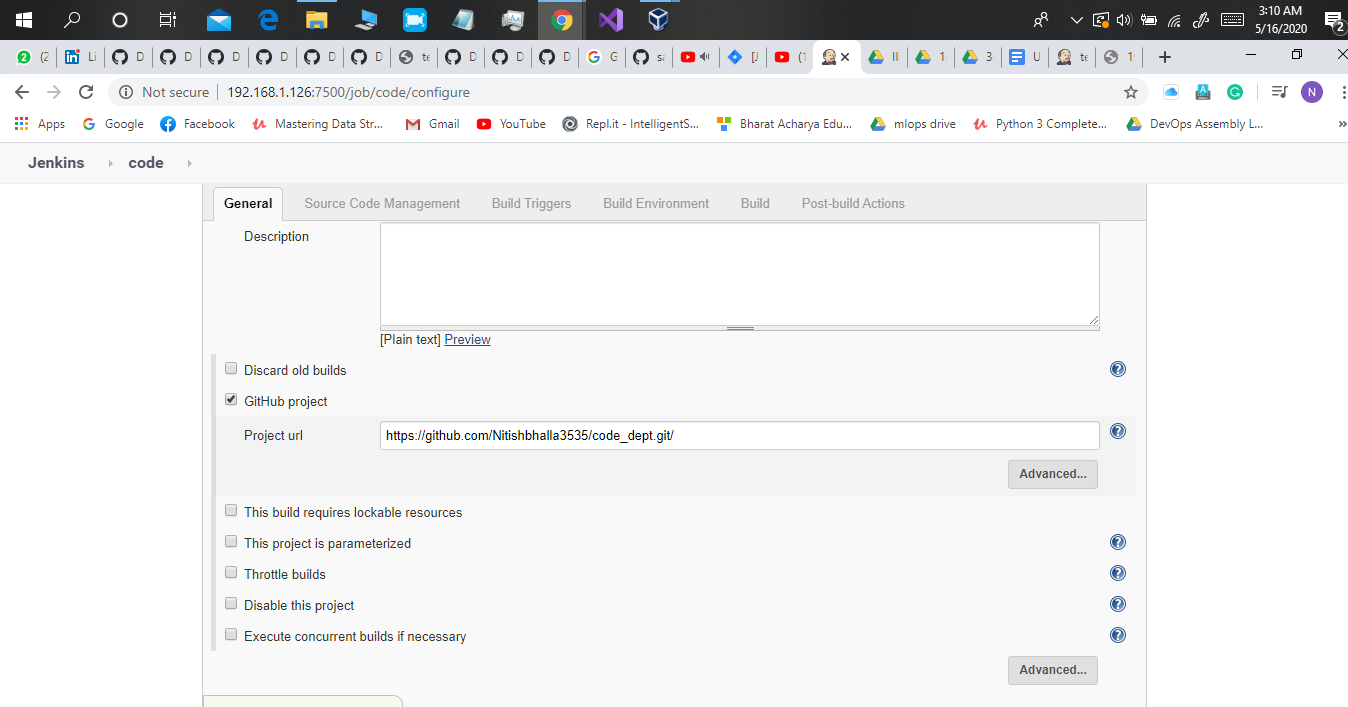 3:10 AM
5/16/2020
2
2 (2
in Li
D
D
D
D
D
D
te
D
D
D
G G
sa
[J
(1
1
3
U
te
1
Not secure 192.168.1.126:7500/job/code/configure
N
Apps Google Facebook Mastering Data Str... Gmail YouTube Repl.it - IntelligentS... Bharat Acharya Edu... mlops drive Python 3 Complete... DevOps Assembly L... »
Jenkins code
General Source Code Management Build Triggers Build Environment Build Post-build Actions
Description
[Plain text] Preview
Discard old builds ?
GitHub project
Project url https://github.com/Nitishbhalla3535/code_dept.git/ ?
Advanced...
This build requires lockable resources
This project is parameterized ?
Throttle builds ?
Disable this project ?
Execute concurrent builds if necessary ?
Advanced...